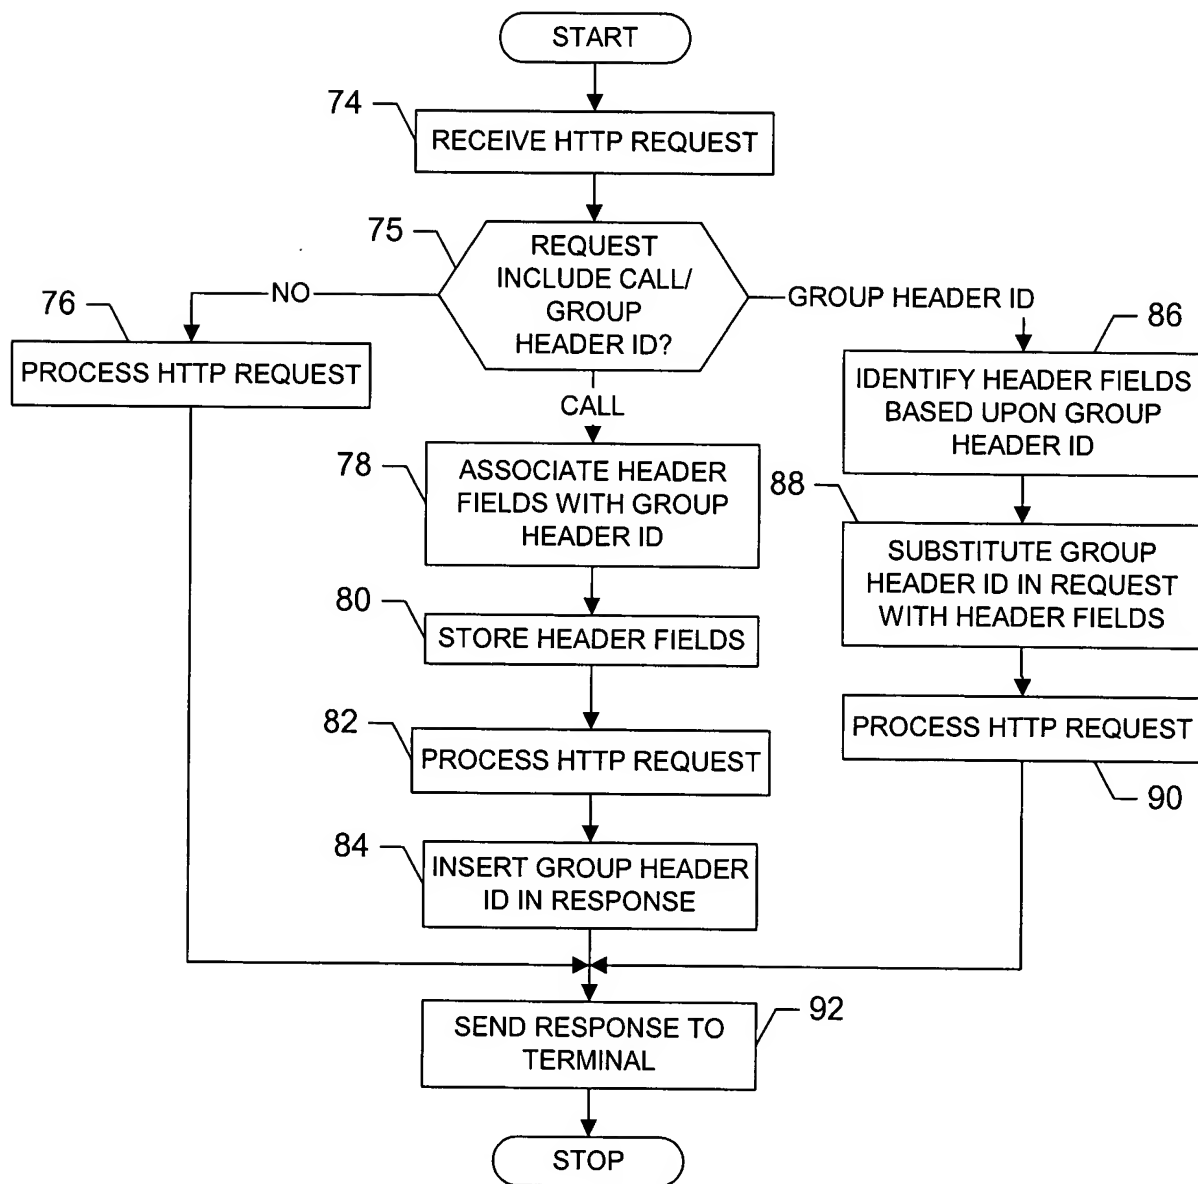 START
74
RECEIVE HTTP REQUEST
75
REQUEST
INCLUDE CALL/
GROUP
HEADER ID?
NO
GROUP HEADER ID
76
PROCESS HTTP REQUEST
CALL
86
IDENTIFY HEADER FIELDS
BASED UPON GROUP
HEADER ID
78
ASSOCIATE HEADER
FIELDS WITH GROUP
HEADER ID
88
SUBSTITUTE GROUP
HEADER ID IN REQUEST
WITH HEADER FIELDS
80
STORE HEADER FIELDS
82
PROCESS HTTP REQUEST
PROCESS HTTP REQUEST
90
84
INSERT GROUP HEADER
ID IN RESPONSE
92
SEND RESPONSE TO
TERMINAL
STOP